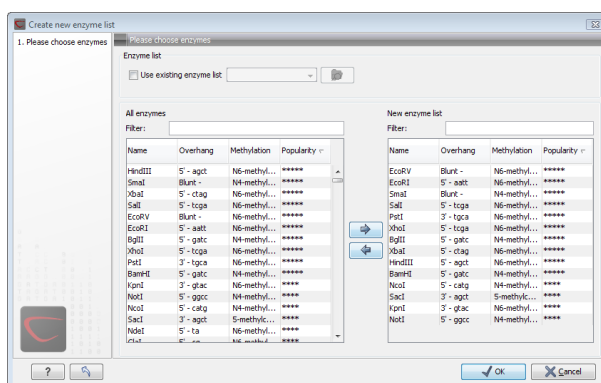 Create new enzyme list
1. Please choose enzymes
Please choose enzymes
Enzyme list
Use existing enzyme list
All enzymes
Filter:
Name Overhang Methylation Popularity
HindIII 5' - agct N6-methyl... *****
SmaI Blunt - N4-methyl... *****
XbaI 5' - ctag N6-methyl... *****
SalI 5' - tcga N6-methyl... *****
EcoRV Blunt - N6-methyl... *****
EcoRI 5' - aatt N6-methyl... *****
BglII 5' - gatc N4-methyl... *****
XhoI 5' - tcga N6-methyl... *****
PstI 3' - tgca N6-methyl... *****
BamHI 5' - gatc N4-methyl... *****
KpnI 3' - gtac N6-methyl... ****
NotI 5' - ggcc N4-methyl... ****
NcoI 5' - catg N4-methyl... ****
SacI 3' - agct 5-methylc... ****
NdeI 5' - ta N6-methyl... ****
ClaI 5' - cg N6-methyl... ****
New enzyme list
Filter:
Name Overhang Methylation Popularity
EcoRV Blunt - N6-methyl... *****
EcoRI 5' - aatt N6-methyl... *****
SmaI Blunt - N4-methyl... *****
SalI 5' - tcga N6-methyl... *****
PstI 3' - tgca N6-methyl... *****
XhoI 5' - tcga N6-methyl... *****
BglII 5' - gatc N4-methyl... *****
XbaI 5' - ctag N6-methyl... *****
HindIII 5' - agct N6-methyl... *****
BamHI 5' - gatc N4-methyl... *****
NcoI 5' - catg N4-methyl... ****
SacI 3' - agct 5-methylc... ****
KpnI 3' - gtac N6-methyl... ****
NotI 5' - ggcc N4-methyl... ****
?
OK
Cancel